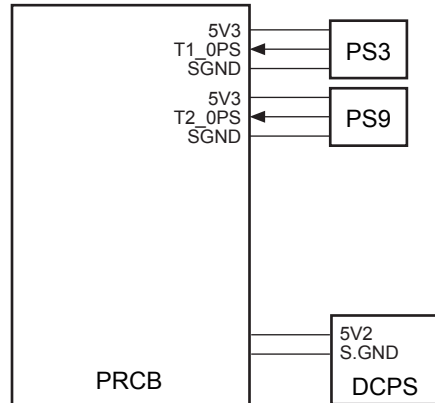 5V3
T1_0PS
SGND
PS3
5V3
T2_0PS
SGND
PS9
5V2
S.GND
DCPS
PRCB